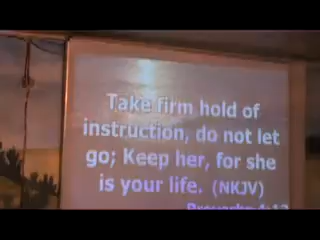 Take firm hold of
instruction, do not let
go; Keep her, for she
is your life. (NKJV)